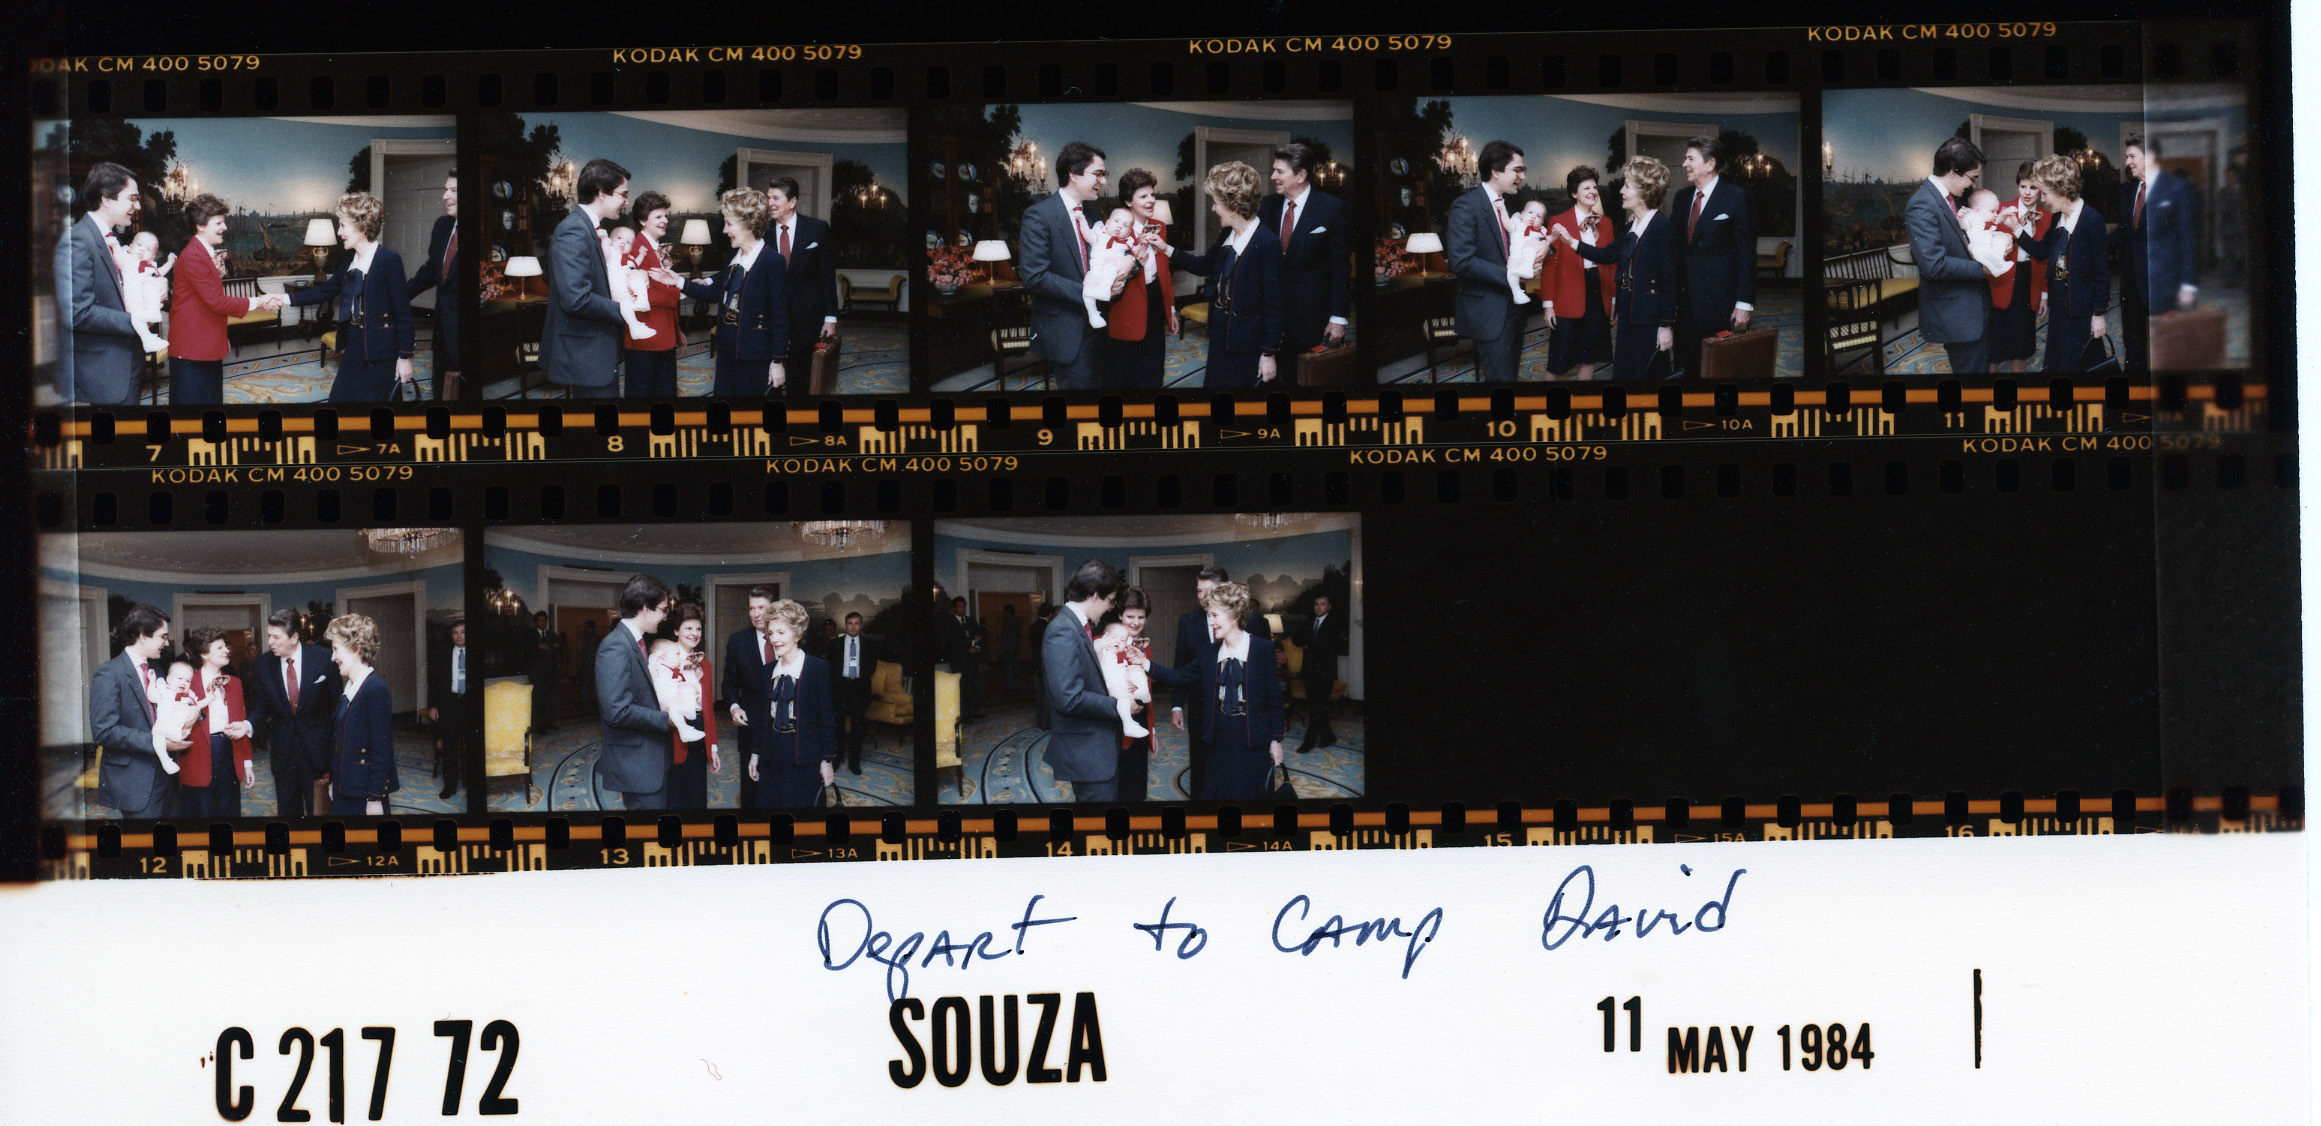 DAK CM 400 5079 KODAK CM 400 5079 KODAK CM 400 5079 KODAK CM 400 5079
7 7A 8 8A 9 9A 10 10A 11 11A
KODAK CM 400 5079 KODAK CM 400 5079 KODAK CM 400 5079 KODAK CM 400 5079
12 12A 13 13A 14 14A 15 15A 16 16A
Depart to Camp David
C 217 72 SOUZA 11 MAY 1984